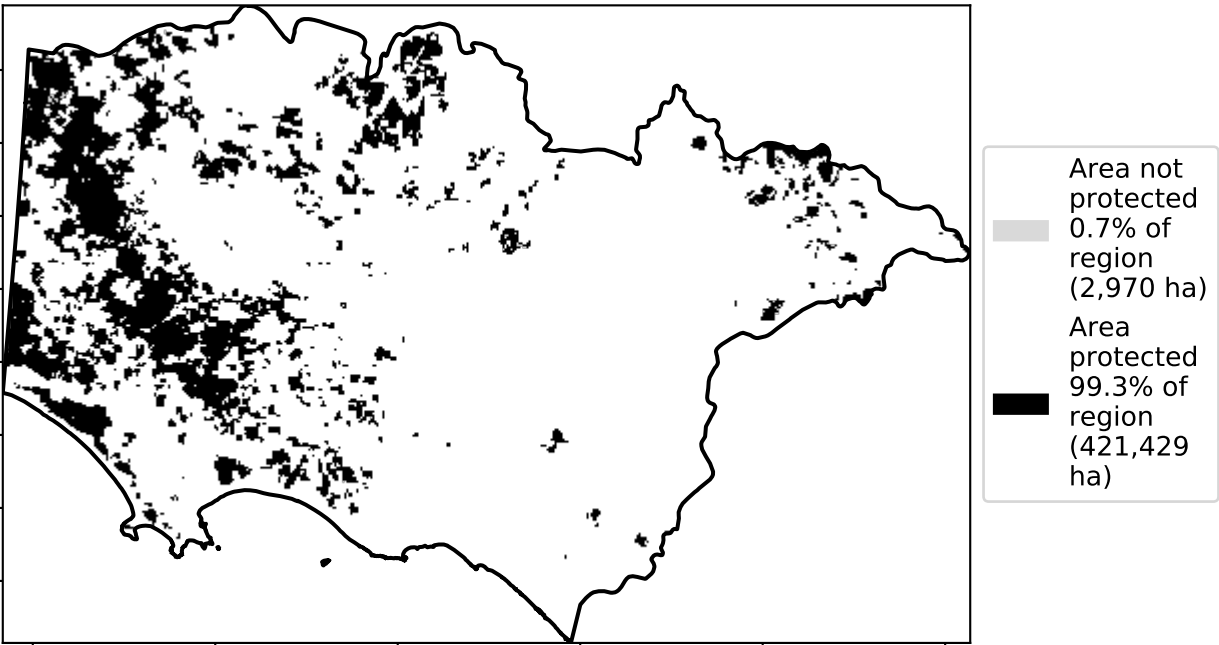 Area not
protected
0.7% of
region
(2,970 ha)
Area
protected
99.3% of
region
(421,429
ha)